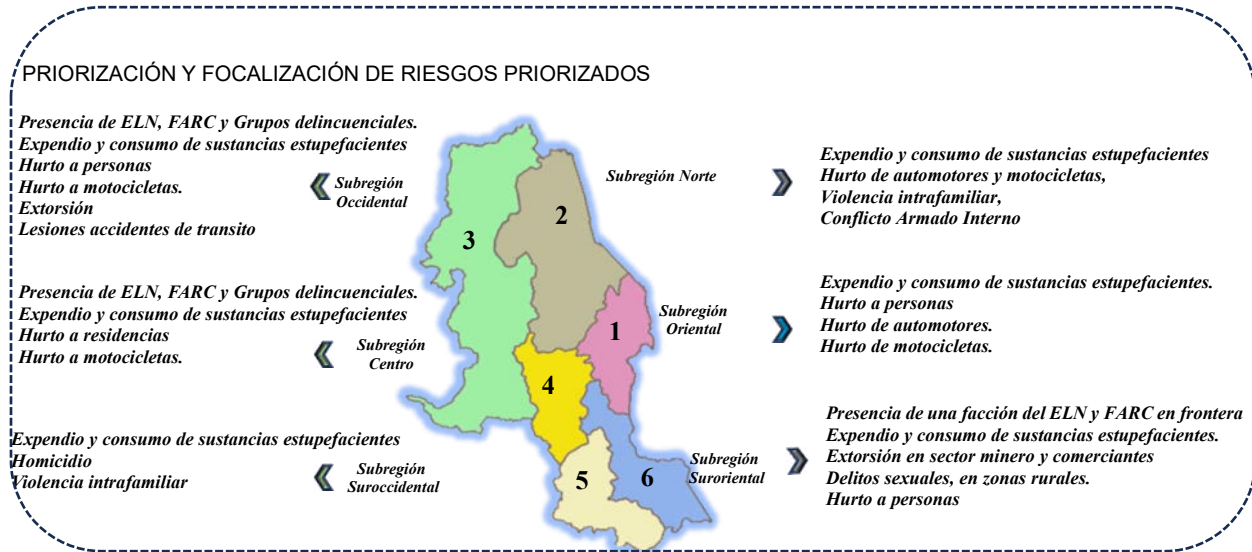 PRIORIZACIÓN Y FOCALIZACIÓN DE RIESGOS PRIORIZADOS
Presencia de ELN, FARC y Grupos delincuenciales.
Expendio y consumo de sustancias estupefacientes
Hurto a personas
Hurto a motocicletas.
Extorsión
Lesiones accidentes de transito
Subregión
Occidental
Presencia de ELN, FARC y Grupos delincuenciales.
Expendio y consumo de sustancias estupefacientes
Hurto a residencias
Hurto a motocicletas.
Subregión
Centro
Expendio y consumo de sustancias estupefacientes
Homicidio
Violencia intrafamiliar
Subregión
Suroccidental
3
2
1
4
5
6
Subregión Norte
Expendio y consumo de sustancias estupefacientes
Hurto de automotores y motocicletas,
Violencia intrafamiliar,
Conflicto Armado Interno
Subregión
Oriental
Expendio y consumo de sustancias estupefacientes.
Hurto a personas
Hurto de automotores.
Hurto de motocicletas.
Subregión
Suroriental
Presencia de una facción del ELN y FARC en frontera
Expendio y consumo de sustancias estupefacientes.
Extorsión en sector minero y comerciantes
Delitos sexuales, en zonas rurales.
Hurto a personas